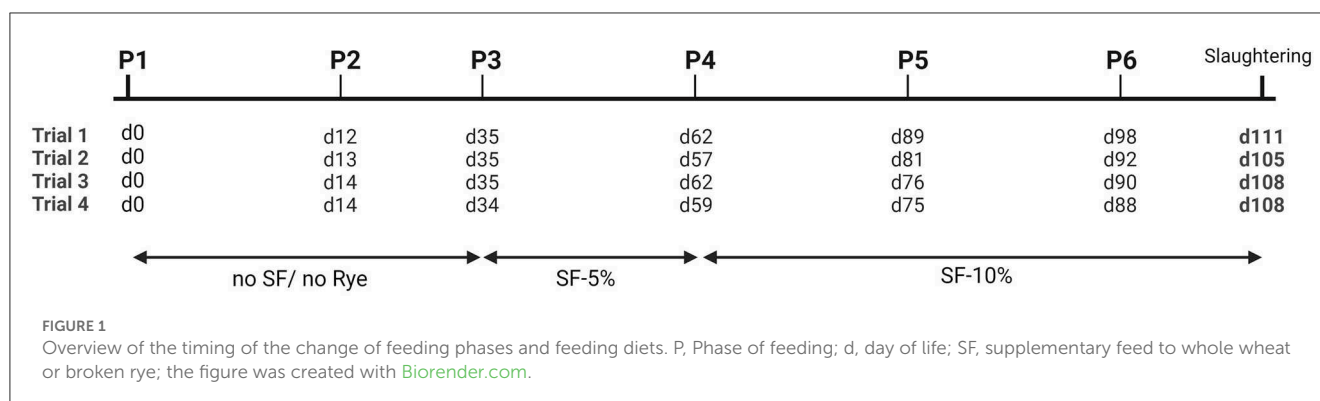 P1 P2 P3 P4 P5 P6 Slaughtering
Trial 1 d0 d12 d35 d62 d89 d98 d111
Trial 2 d0 d13 d35 d57 d81 d92 d105
Trial 3 d0 d14 d35 d62 d76 d90 d108
Trial 4 d0 d14 d34 d59 d75 d88 d108
no SF/ no Rye SF-5% SF-10%
FIGURE 1
Overview of the timing of the change of feeding phases and feeding diets. P, Phase of feeding; d, day of life; SF, supplementary feed to whole wheat
or broken rye; the figure was created with Biorender.com.